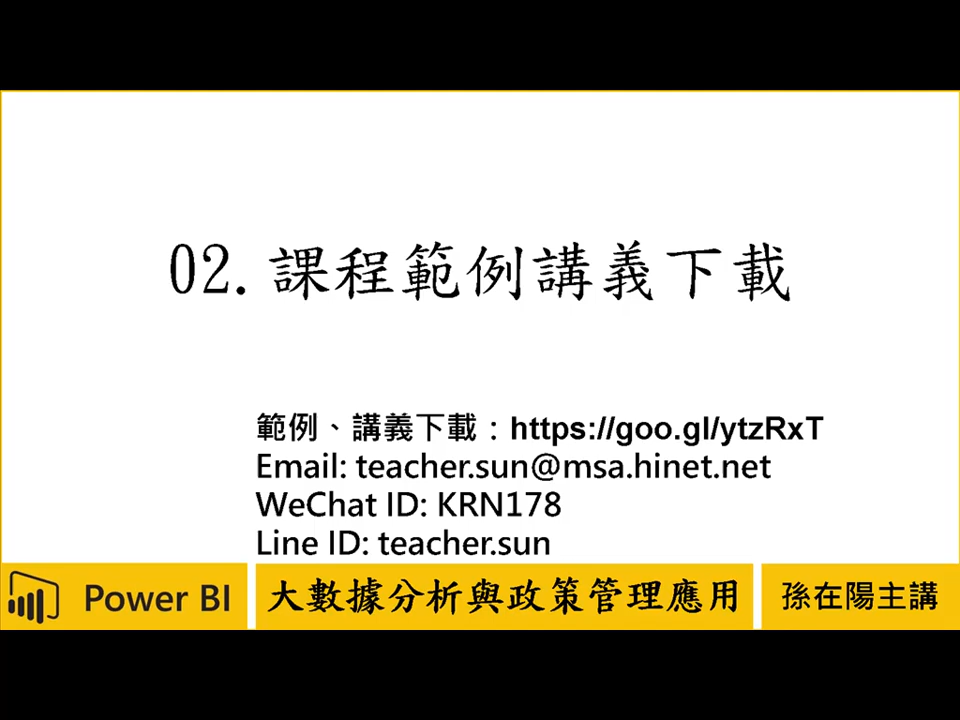 02.課程範例講義下載
範例、講義下載：https://goo.gl/ytzRxT
Email: teacher.sun@msa.hinet.net
WeChat ID: KRN178
Line ID: teacher.sun
Power BI
大數據分析與政策管理應用
孫在陽主講